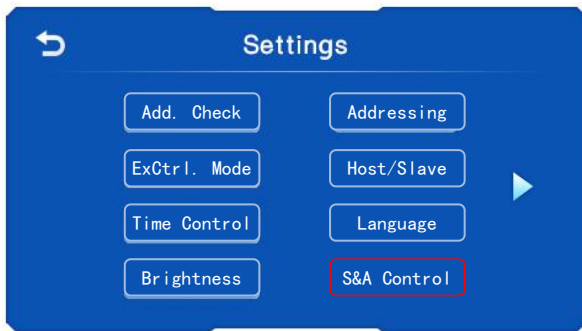 Settings
Add. Check
Addressing
ExCtrl. Mode
Host/Slave
Time Control
Language
Brightness
S&A Control